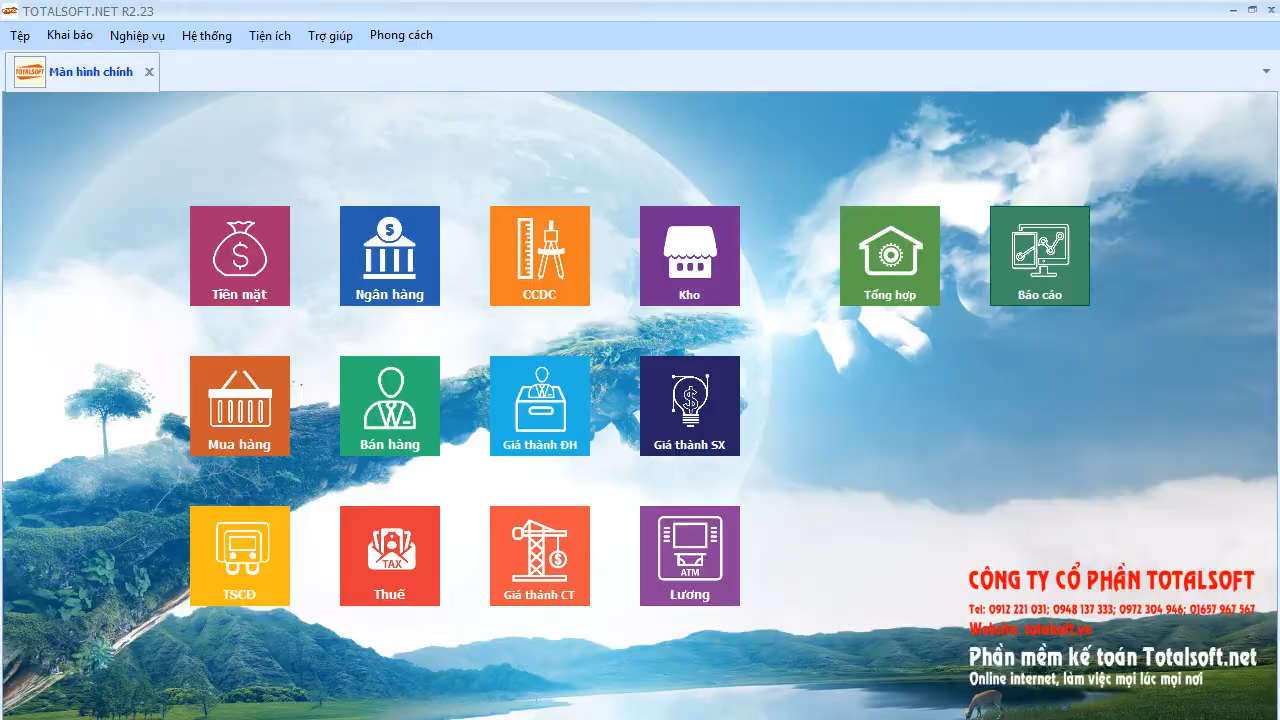 TOTALSOFT.NET R2.23
Tệp Khai báo Nghiệp vụ Hệ thống Tiện ích Trợ giúp Phong cách
TOTALSOFT Màn hình chính
Tiền mặt Ngân hàng CCDC Kho Tổng hợp Báo cáo
Mua hàng Bán hàng Giá thành ĐH Giá thành SX
TAX ATM
TSCĐ Thuế Giá thành CT Lương
CÔNG TY CỔ PHẦN TOTALSOFT
Tel: 0912 221 031; 0948 137 333; 0972 304 946; 01657 967 567
Website: totalsoft.vn
Phần mềm kế toán Totalsoft.net
Online internet, làm việc mọi lúc mọi nơi